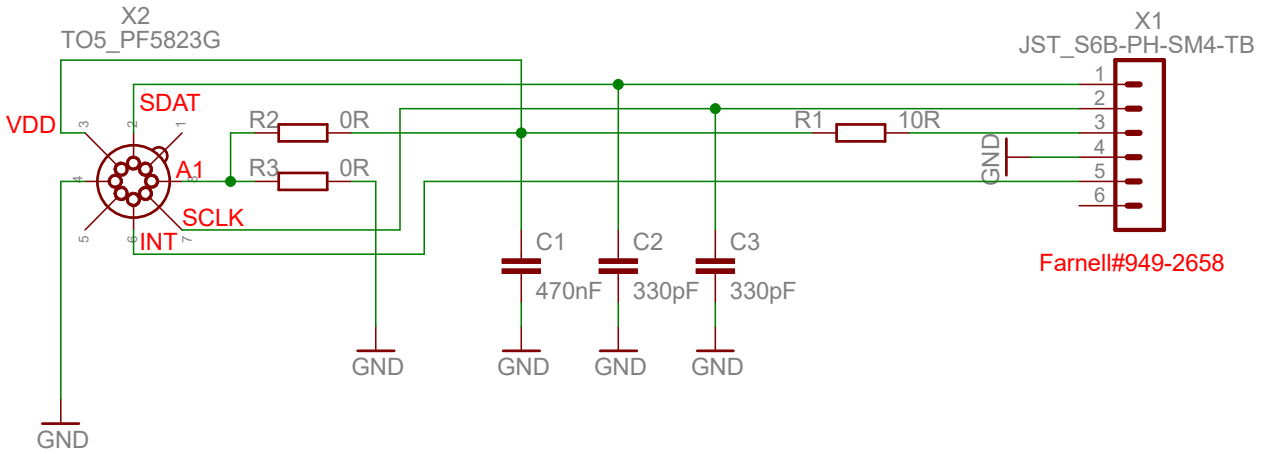 X2
TO5_PF5823G
X1
JST_S6B-PH-SM4-TB
1
SDAT
2
VDD
3
2
1
R2
0R
R1
10R
3
GND
4
A1
4
8
R3
0R
5
SCLK
6
5
6
INT
7
C1
C2
C3
Farnell#949-2658
470nF
330pF
330pF
GND
GND
GND
GND
GND